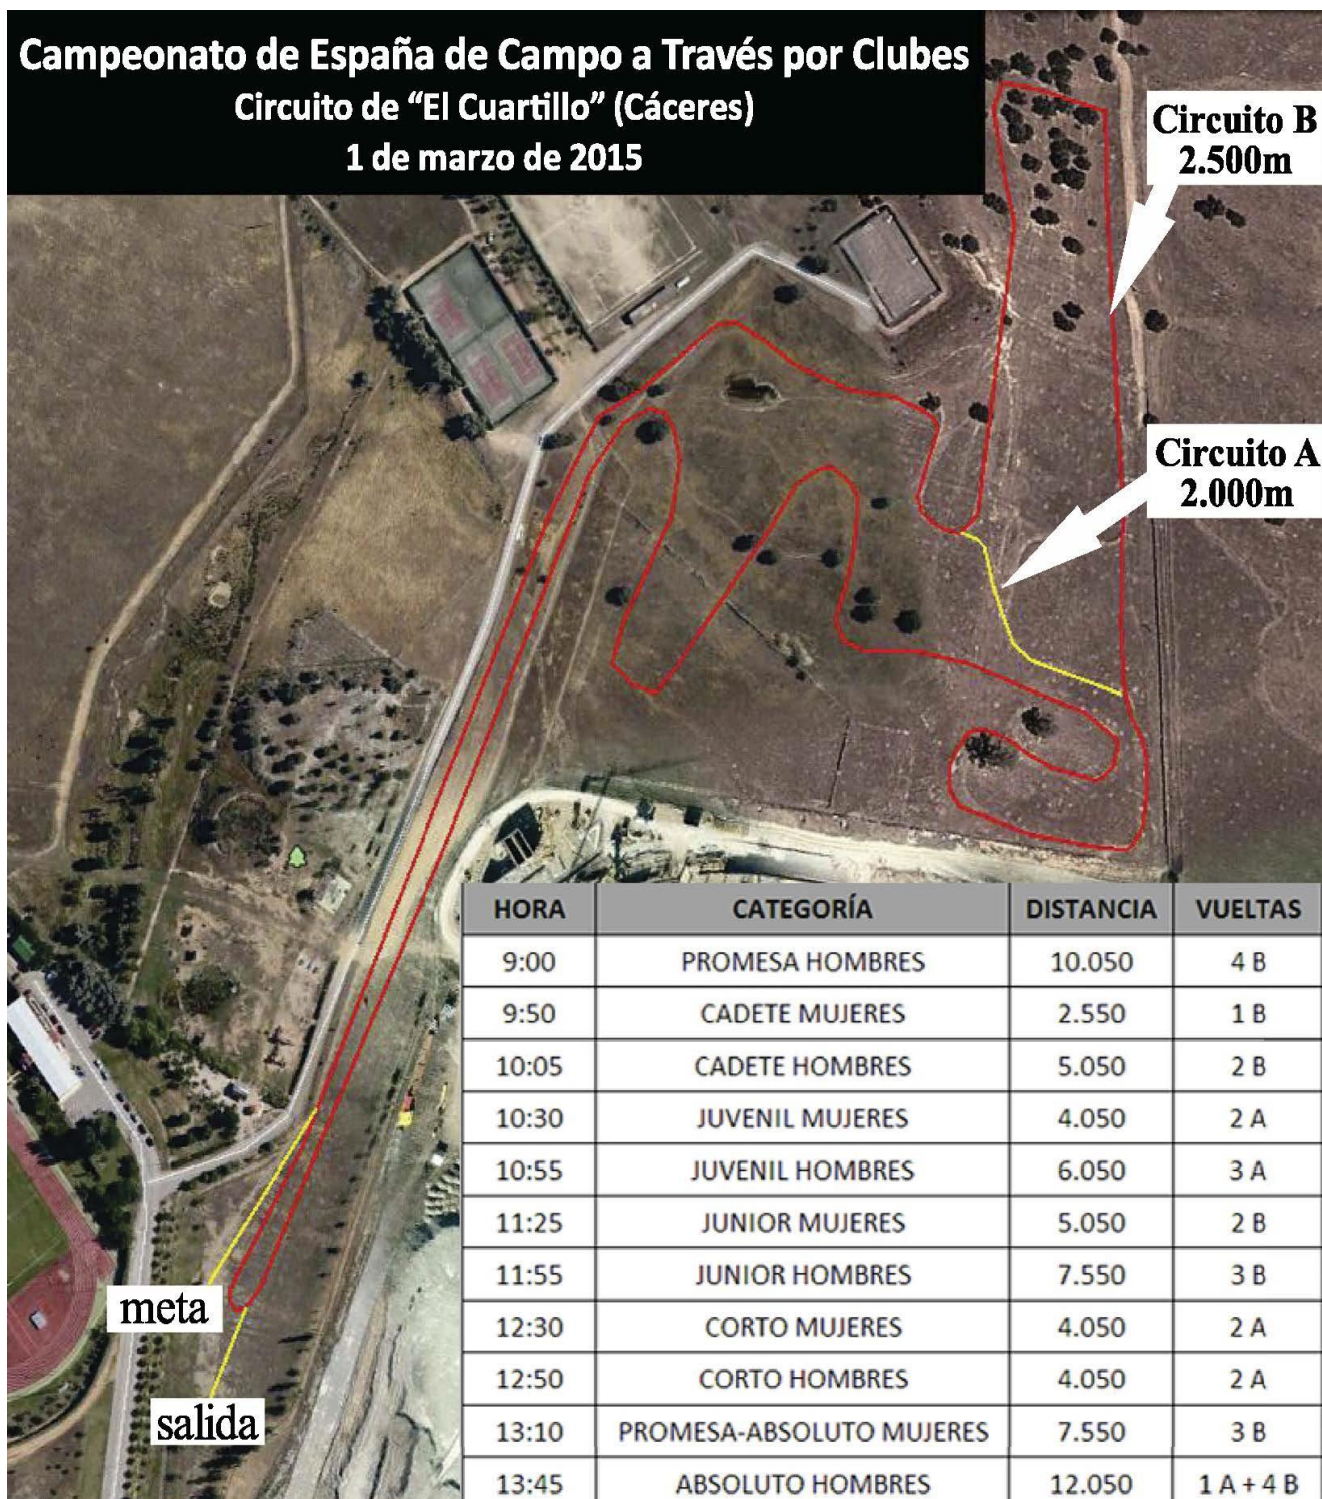 Campeonato de España de Campo a Través por Clubes
Circuito de “El Cuartillo” (Cáceres)
1 de marzo de 2015
Circuito B
2.500m
Circuito A
2.000m
meta
salida
HORA CATEGORÍA DISTANCIA VUELTAS
9:00 PROMESA HOMBRES 10.050 4 B
9:50 CADETE MUJERES 2.550 1 B
10:05 CADETE HOMBRES 5.050 2 B
10:30 JUVENIL MUJERES 4.050 2 A
10:55 JUVENIL HOMBRES 6.050 3 A
11:25 JUNIOR MUJERES 5.050 2 B
11:55 JUNIOR HOMBRES 7.550 3 B
12:30 CORTO MUJERES 4.050 2 A
12:50 CORTO HOMBRES 4.050 2 A
13:10 PROMESA-ABSOLUTO MUJERES 7.550 3 B
13:45 ABSOLUTO HOMBRES 12.050 1 A + 4 B